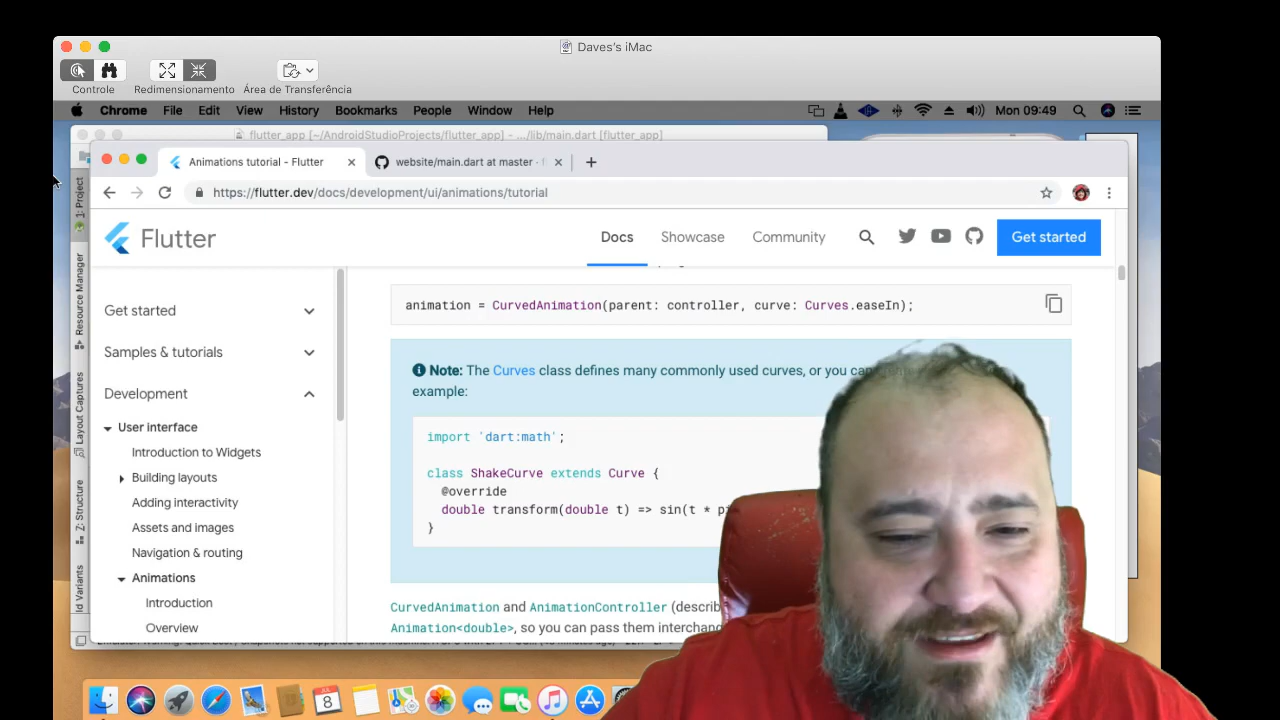 Daves's iMac
Controle
Redimensionamento
Área de Transferência
Chrome File Edit View History Bookmarks People Window Help
Mon 09:49
flutter_app [~/AndroidStudioProjects/flutter_app] - .../lib/main.dart [flutter_app]
Animations tutorial - Flutter
website/main.dart at master ·
https://flutter.dev/docs/development/ui/animations/tutorial
1: Project
Resource Manager
Layout Captures
Z: Structure
ld Variants
Flutter
Docs Showcase Community
Get started
Get started
Samples & tutorials
Development
User interface
Introduction to Widgets
Building layouts
Adding interactivity
Assets and images
Navigation & routing
Animations
Introduction
Overview
animation = CurvedAnimation(parent: controller, curve: Curves.easeIn);
Note: The Curves class defines many commonly used curves, or you can
example:
import 'dart:math';
class ShakeCurve extends Curve {
@override
double transform(double t) => sin(t *
}
CurvedAnimation and AnimationController (describ
Animation<double>, so you can pass them interchang
8